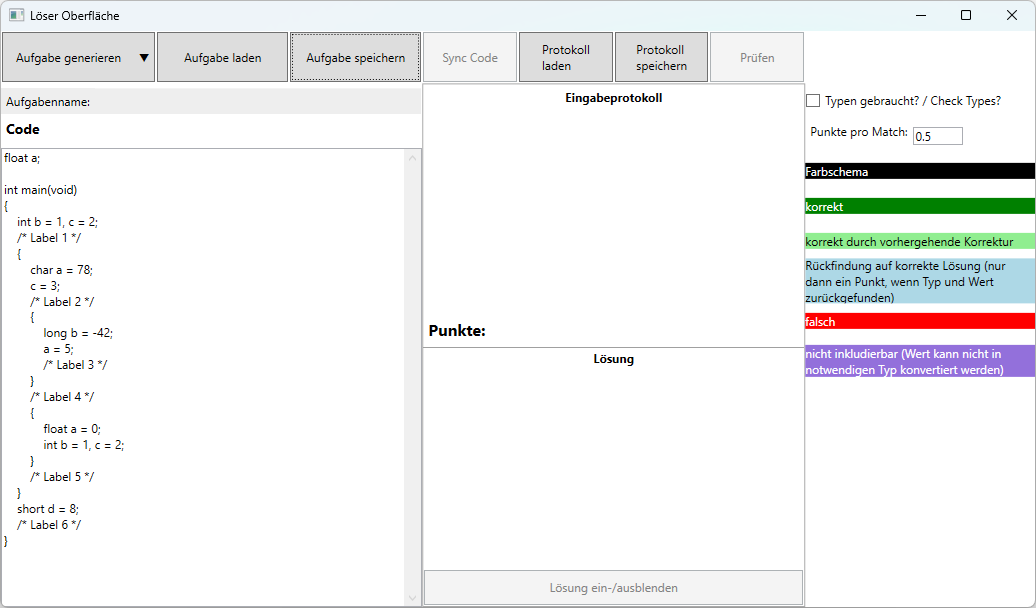 Löser Oberfläche
Aufgabe generieren ▼
Aufgabe laden
Aufgabe speichern
Sync Code
Protokoll
laden
Protokoll
speichern
Prüfen
Aufgabenname:
Code
float a;
int main(void)
{
int b = 1, c = 2;
/* Label 1 */
{
char a = 78;
c = 3;
/* Label 2 */
{
long b = -42;
a = 5;
/* Label 3 */
}
/* Label 4 */
{
float a = 0;
int b = 1, c = 2;
}
/* Label 5 */
}
short d = 8;
/* Label 6 */
}
Eingabeprotokoll
Punkte:
Lösung
Lösung ein-/ausblenden
Typen gebraucht? / Check Types?
Punkte pro Match: 0.5
Farbschema
korrekt
korrekt durch vorhergehende Korrektur
Rückfindung auf korrekte Lösung (nur
dann ein Punkt, wenn Typ und Wert
zurückgefunden)
falsch
nicht inkludierbar (Wert kann nicht in
notwendigen Typ konvertiert werden)